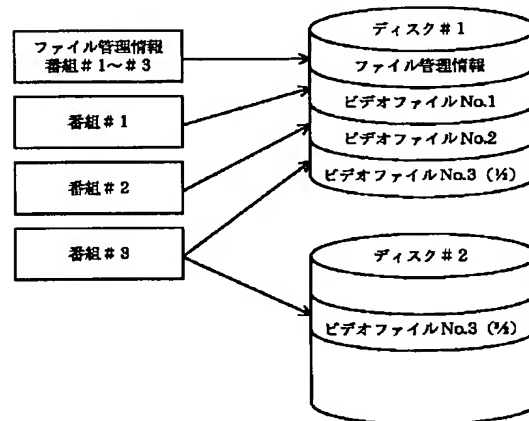 ファイル管理情報
番組＃1～＃3
番組＃1
番組＃2
番組＃3
ディスク＃1
ファイル管理情報
ビデオファイルNo.1
ビデオファイルNo.2
ビデオファイルNo.3（½）
ディスク＃2
ビデオファイルNo.3